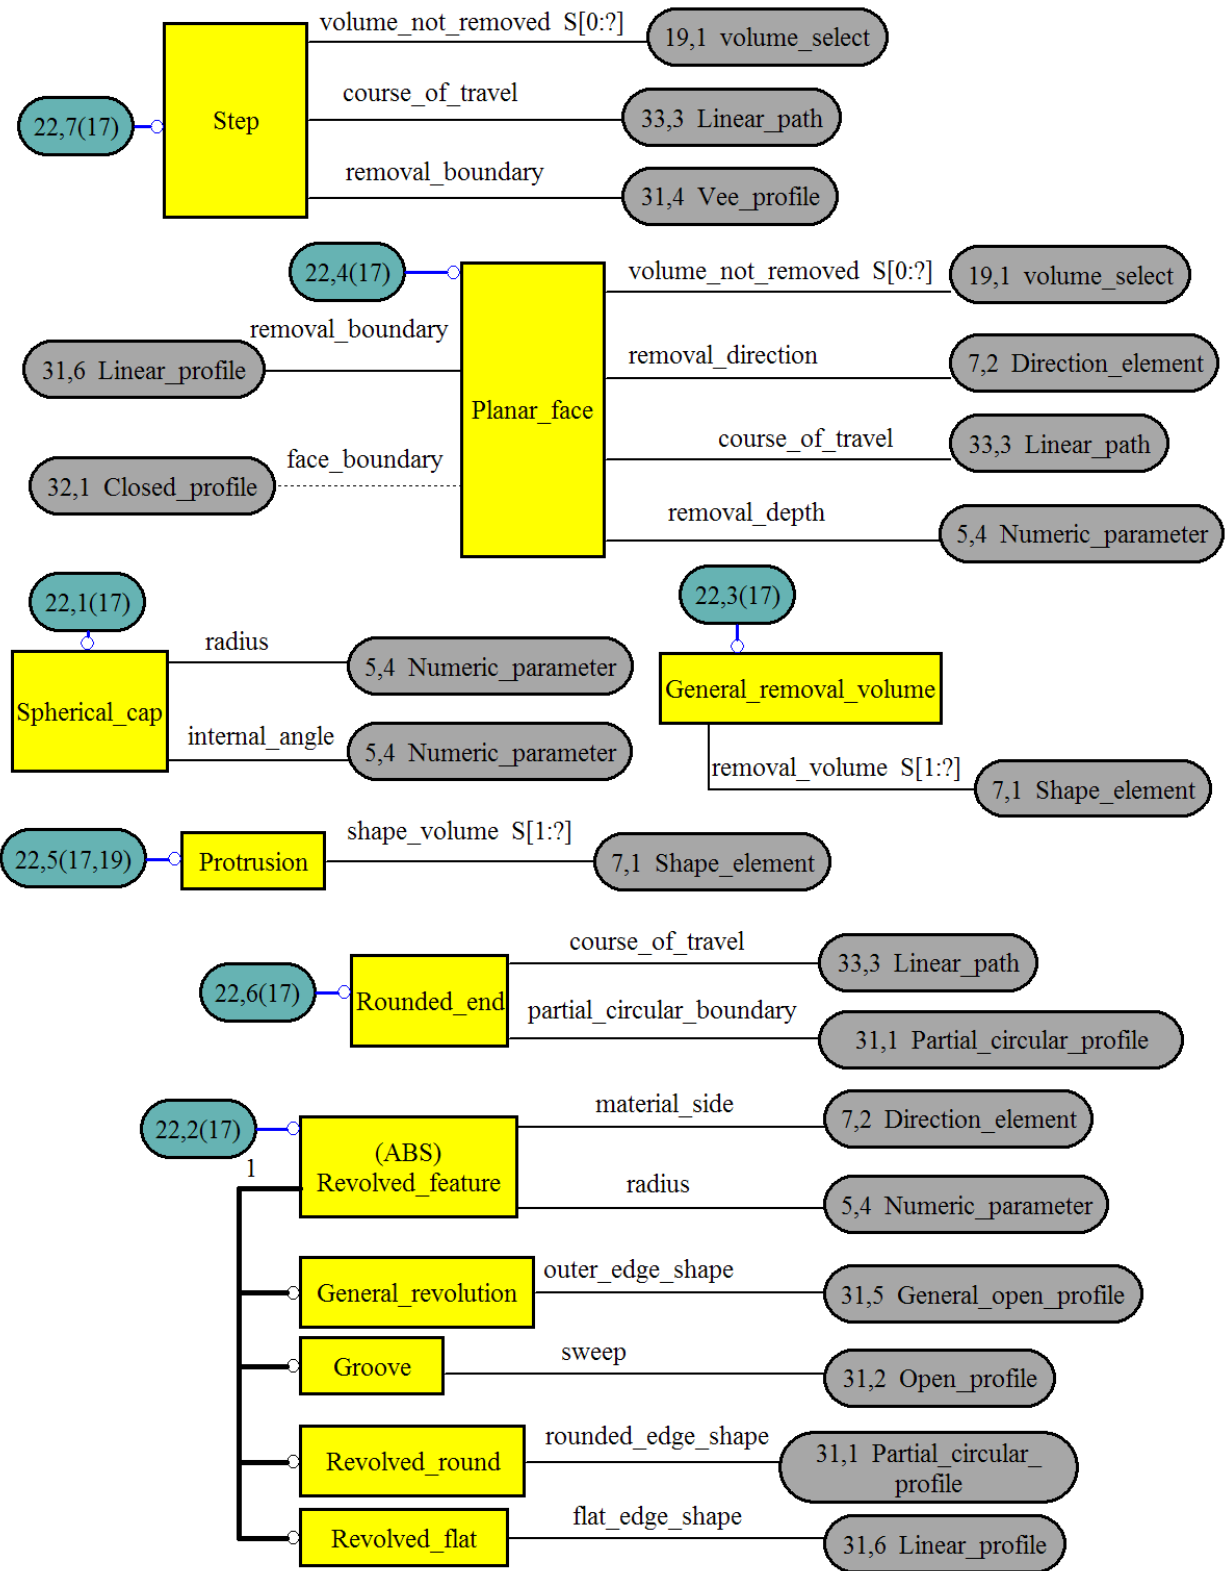 volume_not_removed S[0:?]
19,1 volume_select
22,7(17)
Step
course_of_travel
33,3 Linear_path
removal_boundary
31,4 Vee_profile
22,4(17)
volume_not_removed S[0:?]
19,1 volume_select
removal_boundary
31,6 Linear_profile
removal_direction
7,2 Direction_element
Planar_face
course_of_travel
33,3 Linear_path
face_boundary
32,1 Closed_profile
removal_depth
5,4 Numeric_parameter
22,1(17)
22,3(17)
radius
5,4 Numeric_parameter
Spherical_cap
General_removal_volume
internal_angle
5,4 Numeric_parameter
removal_volume S[1:?]
7,1 Shape_element
22,5(17,19)
Protrusion
shape_volume S[1:?]
7,1 Shape_element
course_of_travel
33,3 Linear_path
22,6(17)
Rounded_end
partial_circular_boundary
31,1 Partial_circular_profile
22,2(17)
material_side
7,2 Direction_element
1
(ABS)
Revolved_feature
radius
5,4 Numeric_parameter
General_revolution
outer_edge_shape
31,5 General_open_profile
Groove
sweep
31,2 Open_profile
Revolved_round
rounded_edge_shape
31,1 Partial_circular_
profile
Revolved_flat
flat_edge_shape
31,6 Linear_profile